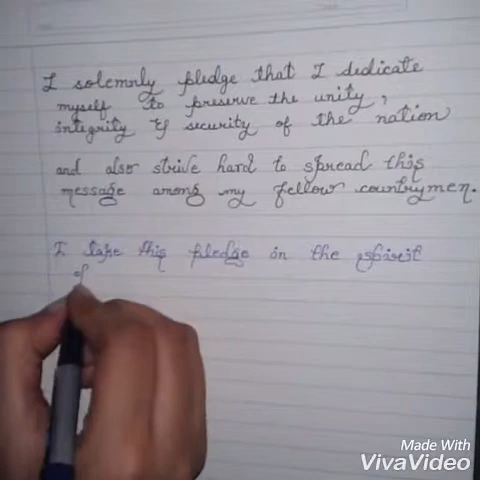 I solemnly pledge that I dedicate
myself to preserve the unity,
integrity & security of the nation
and also strive hard to spread this
message among my fellow countrymen.
I take this pledge in the spirit
of
Made With
VivaVideo